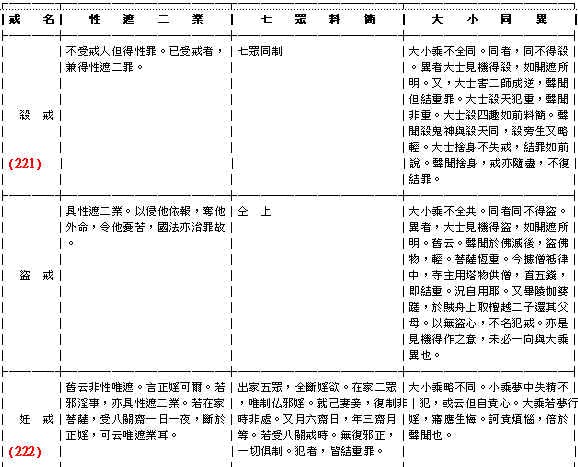 戒 名
性 遮 二 業
七 眾 料 簡
大 小 同 異
殺 戒
(221)
不受戒人但得性罪。已受戒者,
兼得性遮二罪。
七眾同制
大小乘不全同。同者,同不得殺
。異者大士見機得殺,如開遮所
明。又,大士害二師成逆,聲聞
但結重罪。大士殺天犯重,聲聞
非重。大士殺四趣如前料簡。聲
聞殺鬼神與殺天同,殺旁生又略
輕。大士捨身不失戒,結罪如前
說。聲聞捨身,戒亦隨盡,不復
結罪。
盜 戒
具性遮二業。以侵他依報,奪他
外命,令他憂苦,國法亦治罪故
。
仝 上
大小乘不全共。同者同不得盜。
異者,大士見機得盜,如開遮所
明。舊云。聲聞於佛滅後,盜佛
物,輕。菩薩恆重。今據僧祗律
中,寺主用塔物供僧,直五錢,
即結重。況自用耶。又畢陵伽婆
蹉,於賊舟上取檀越二子還其父
母。以無盜心,不名犯戒。亦是
見機得作之意,未必一向與大乘
異也。
婬 戒
(222)
舊云非性唯遮。言正婬可爾。若
邪淫事,亦具性遮二業。若在家
菩薩,受八關齋一日一夜,斷於
正婬,可云唯遮業耳。
出家五眾,全斷婬欲。在家二眾
,唯制佔邪婬。就己妻妾,復制非
時非處。又月六齋日,年三齋月
等。若受八關戒時。無復邪正,
一切俱制。犯者,皆結重罪。
大小乘略不同。小乘夢中失精不
犯,或云但自責心。大乘若夢行
婬,寤應生悔。訶責煩惱,倍於
聲聞也。